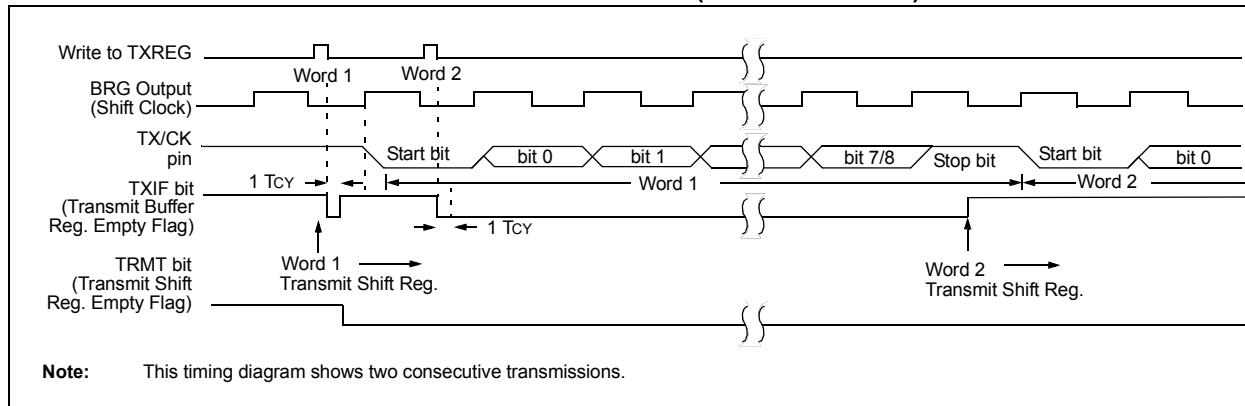 Write to TXREG
Word 1
Word 2
BRG Output
(Shift Clock)
TX/CK
pin
Start bit
bit 0
bit 1
bit 7/8
Stop bit
Start bit
bit 0
1 TCY
Word 1
Word 2
TXIF bit
(Transmit Buffer
Reg. Empty Flag)
1 TCY
Word 1
Transmit Shift Reg.
Word 2
Transmit Shift Reg.
TRMT bit
(Transmit Shift
Reg. Empty Flag)
Note: This timing diagram shows two consecutive transmissions.